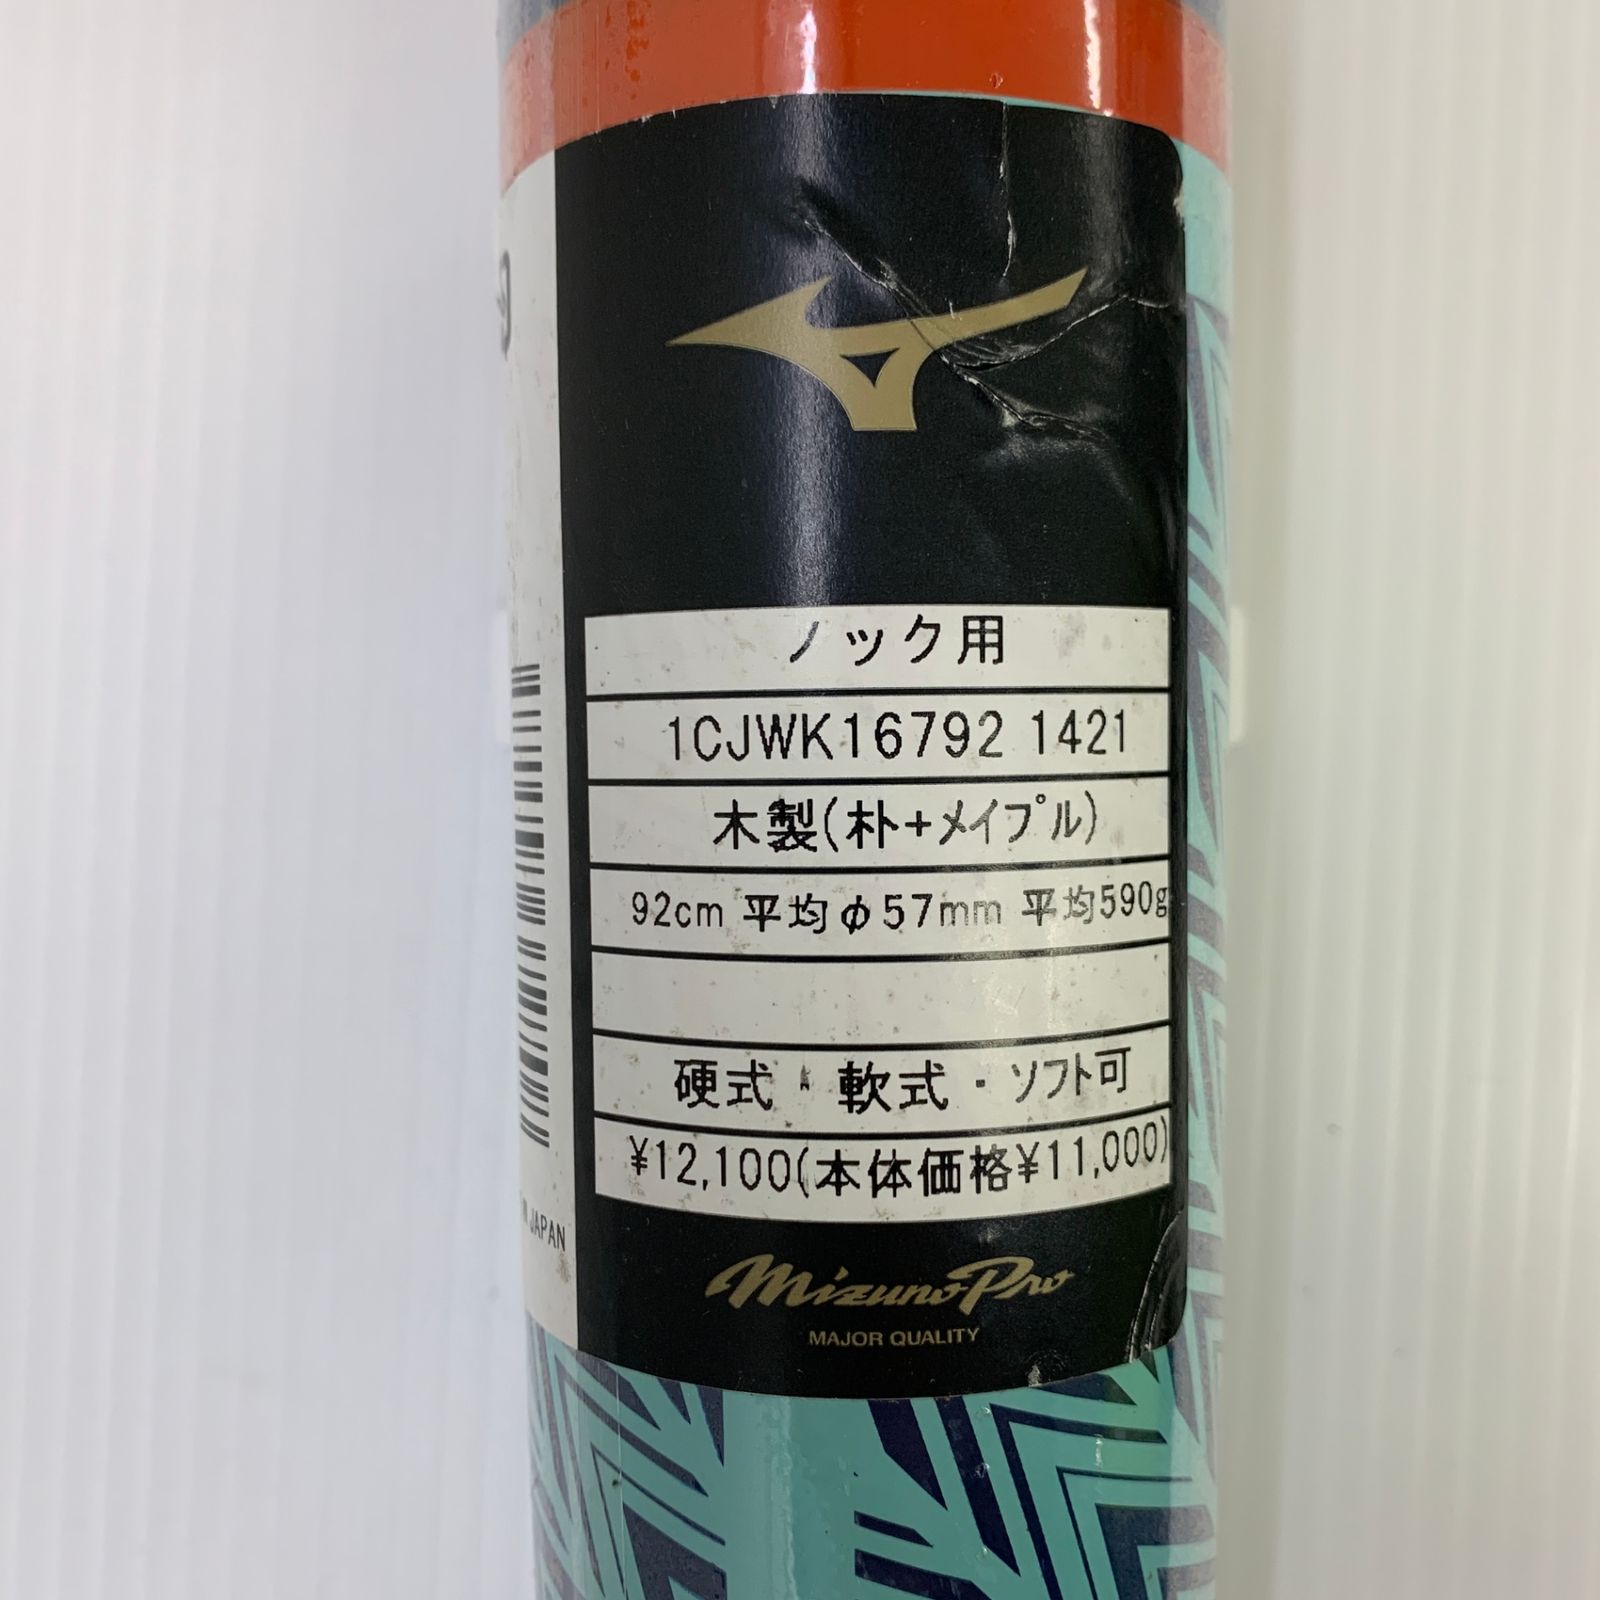 ノック用
1CJWK16792 1421
木製(朴+メイプル)
92cm 平均φ57mm 平均590g
硬式・軟式・ソフト可
¥12,100(本体価格¥11,000)
JAPAN
Mizuno Pro
MAJOR QUALITY